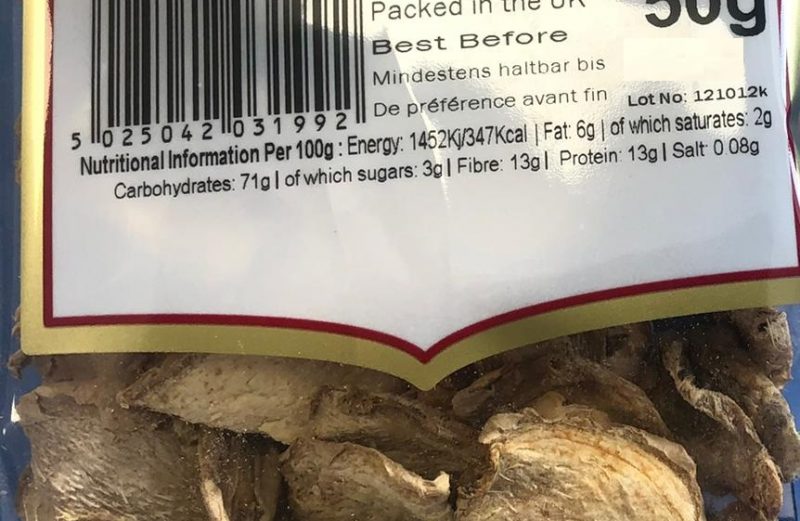 Packed in the UK
50g
Best Before
Mindestens haltbar bis
De préférence avant fin
Lot No: 121012k
5 025042 031992
Nutritional Information Per 100g : Energy: 1452Kj/347Kcal | Fat: 6g | of which saturates: 2g
Carbohydrates: 71g | of which sugars: 3g | Fibre: 13g | Protein: 13g | Salt: 0.08g